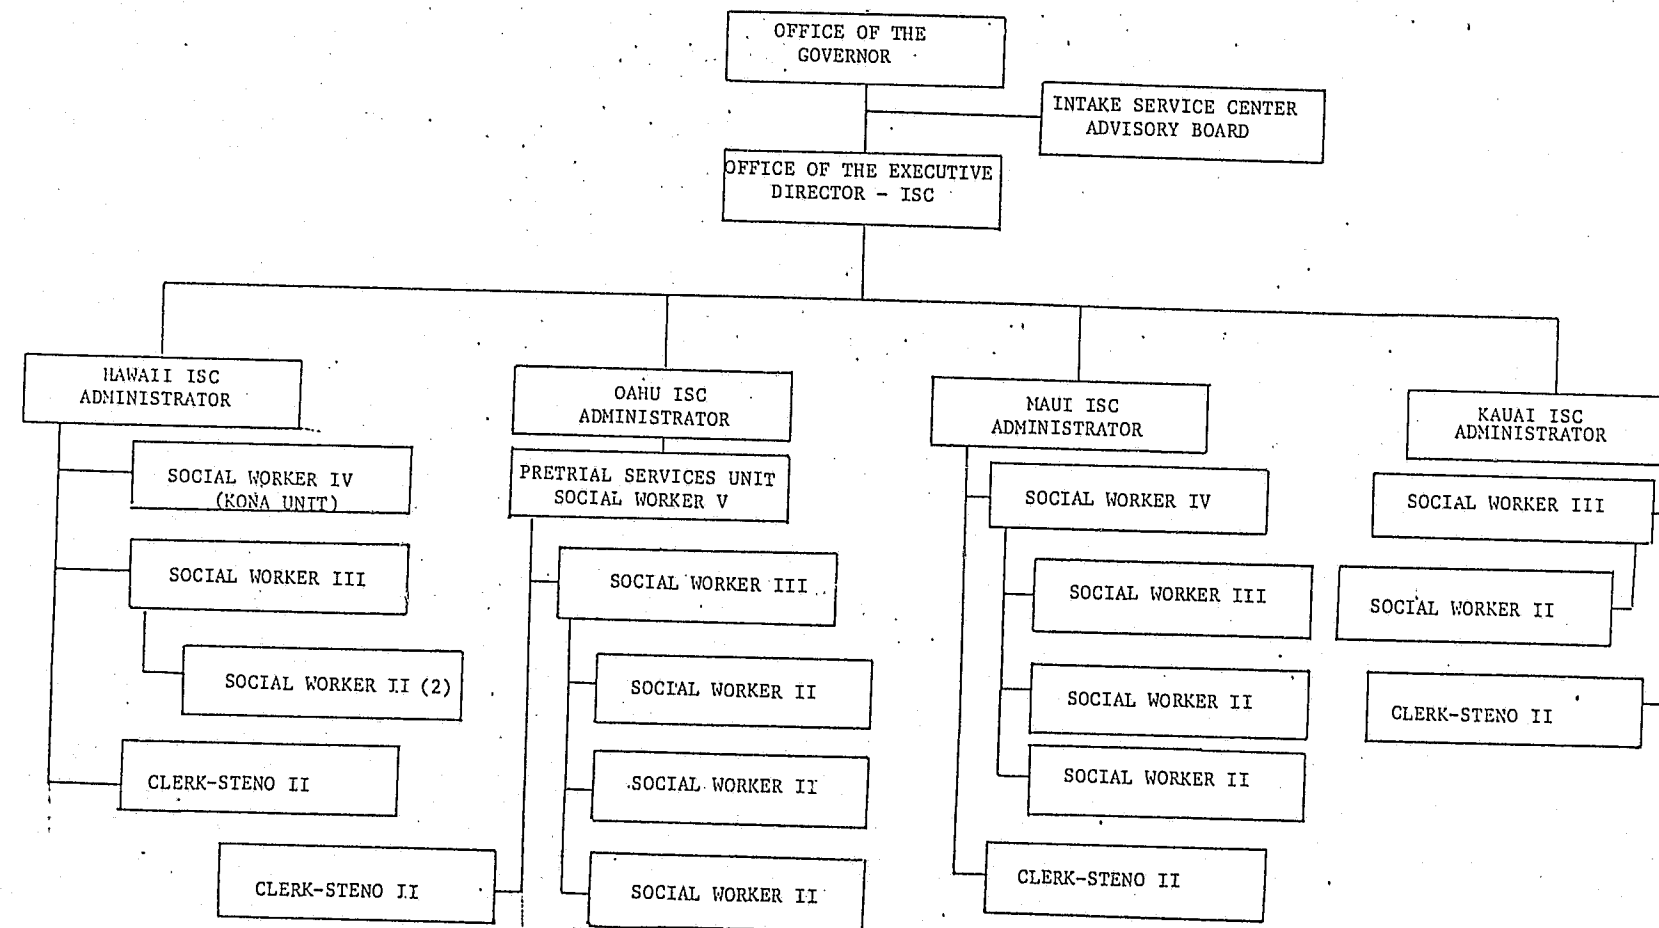 OFFICE OF THE
GOVERNOR
INTAKE SERVICE CENTER
ADVISORY BOARD
OFFICE OF THE EXECUTIVE
DIRECTOR - ISC
HAWAII ISC
ADMINISTRATOR
SOCIAL WORKER IV
(KONA UNIT)
SOCIAL WORKER III
SOCIAL WORKER II (2)
CLERK-STENO II
OAHU ISC
ADMINISTRATOR
PRETRIAL SERVICES UNIT
SOCIAL WORKER V
SOCIAL WORKER III
SOCIAL WORKER II
SOCIAL WORKER II
SOCIAL WORKER II
CLERK-STENO II
MAUI ISC
ADMINISTRATOR
SOCIAL WORKER IV
SOCIAL WORKER III
SOCIAL WORKER II
SOCIAL WORKER II
CLERK-STENO II
KAUAI ISC
ADMINISTRATOR
SOCIAL WORKER III
SOCIAL WORKER II
CLERK-STENO II